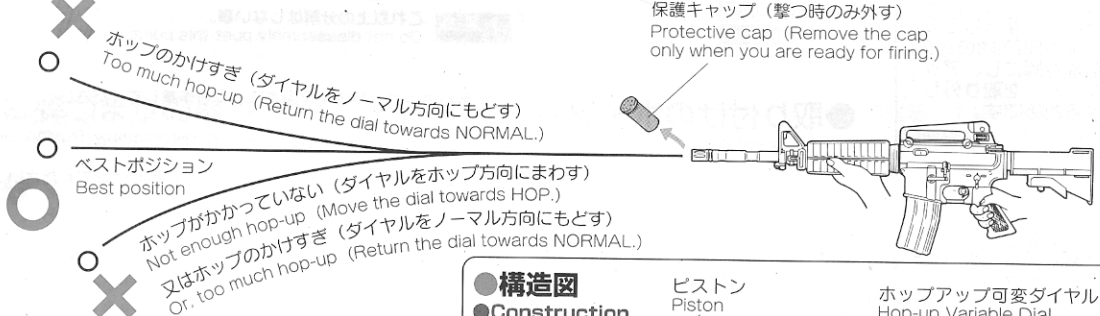 保護キャップ（撃つ時のみ外す）
Protective cap (Remove the cap
only when you are ready for firing.)
ホップのかけすぎ（ダイヤルをノーマル方向にもどす）
Too much hop-up (Return the dial towards NORMAL.)
ベストポジション
Best position
ホップがかかっていない（ダイヤルをホップ方向にまわす）
Not enough hop-up (Move the dial towards HOP.)
又はホップのかけすぎ（ダイヤルをノーマル方向にもどす）
Or, too much hop-up (Return the dial towards NORMAL.)
●構造図
●Construction
ピストン
Piston
ホップアップ可変ダイヤル
Hop-up Variable Dial